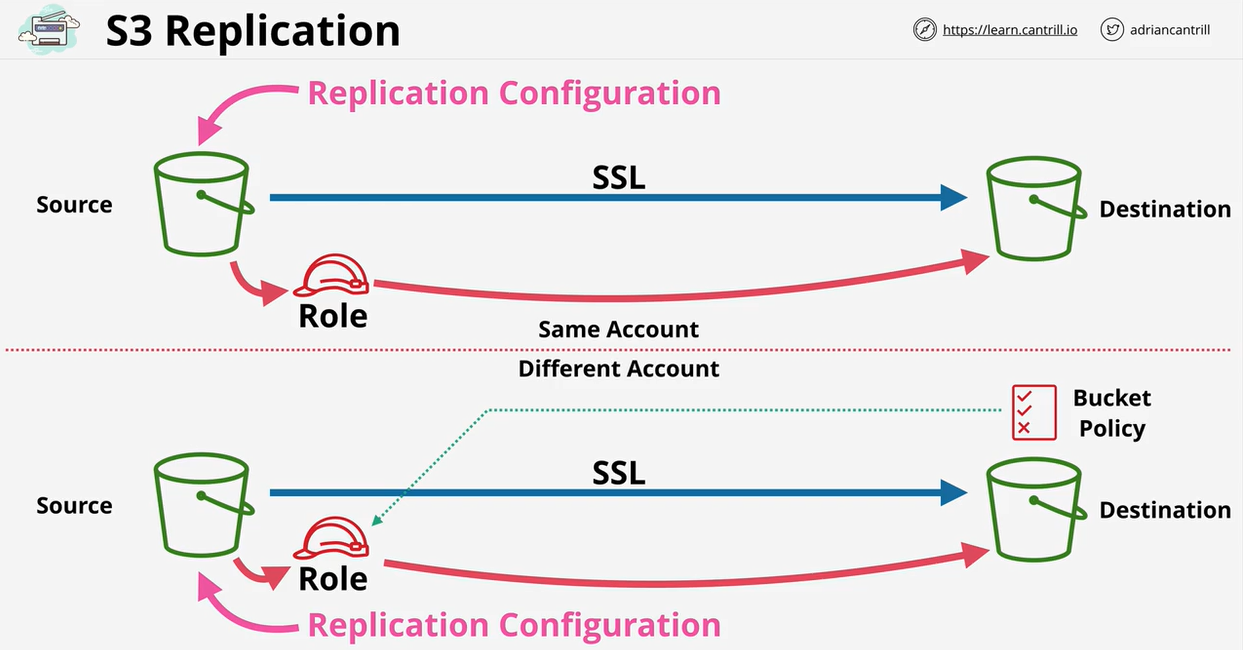 S3 Replication
https://learn.cantrill.io
adriancantrill
Replication Configuration
SSL
Source
Destination
Role
Same Account
Different Account
Bucket
Policy
SSL
Source
Destination
Role
Replication Configuration